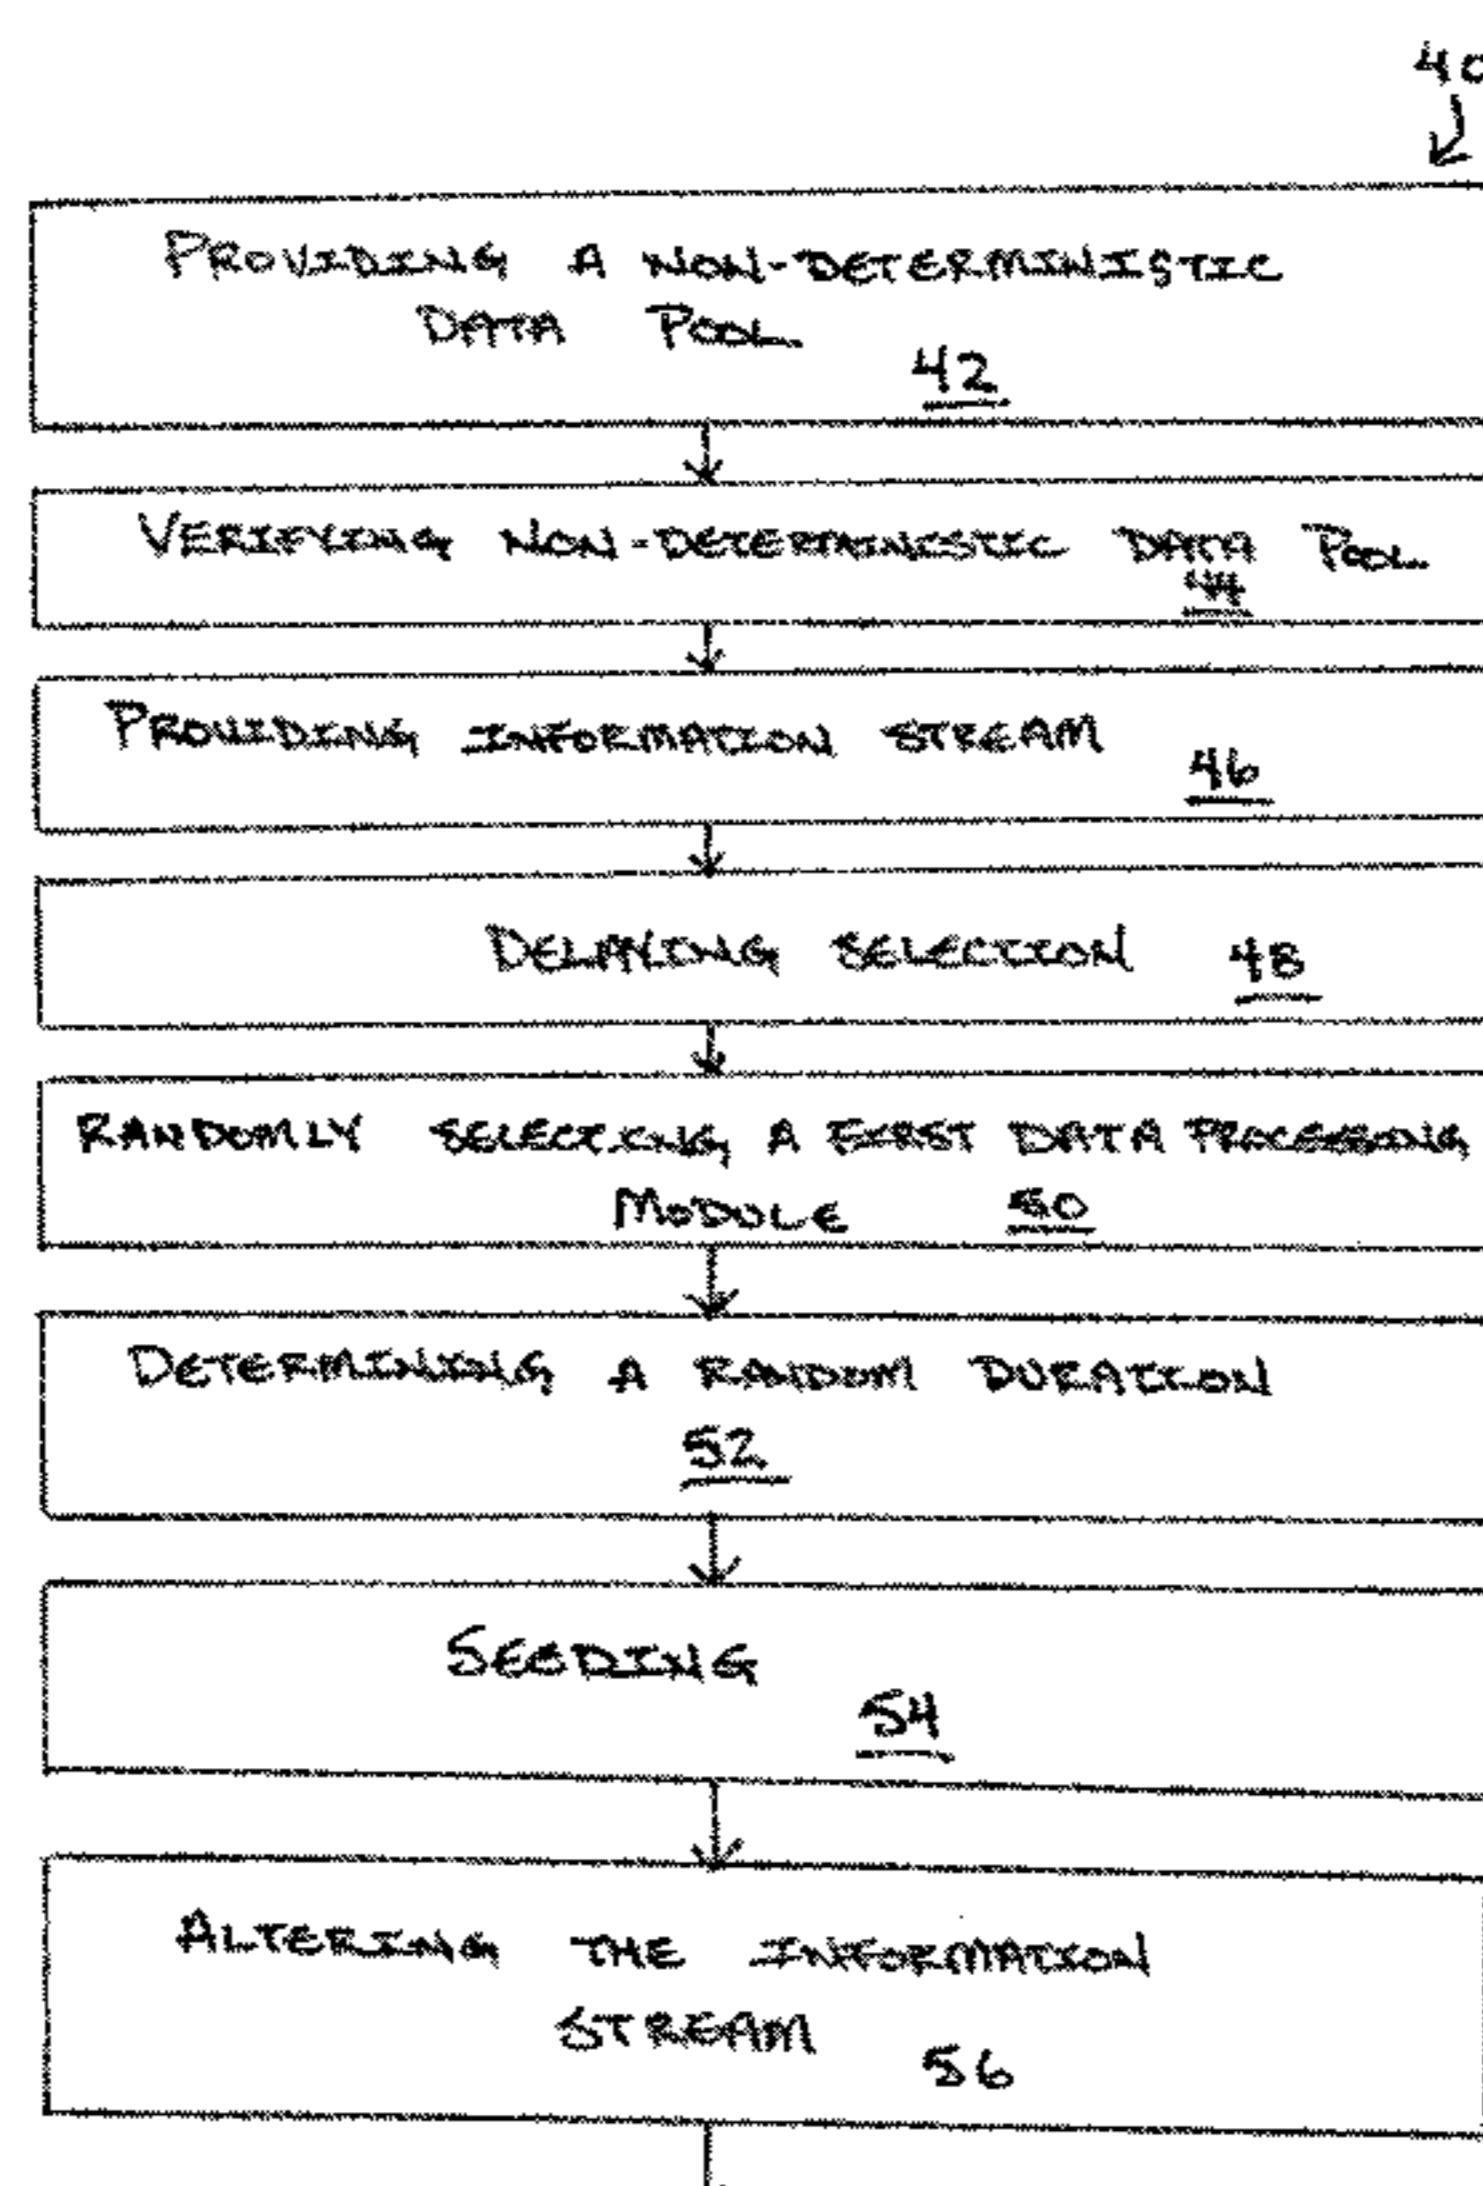 40
PROVIDING A NON-DETERMINISTIC
DATA POOL
42
VERIFYING NON-DETERMINISTIC DATA POOL
44
PROVIDING INFORMATION STREAM
46
DELAYING SELECTION 48
RANDOMLY SELECTING A FIRST DATA PROCESSING
MODULE 50
DETERMINING A RANDOM DURATION
52
SEEDING
54
ALTERING THE INFORMATION
STREAM 56